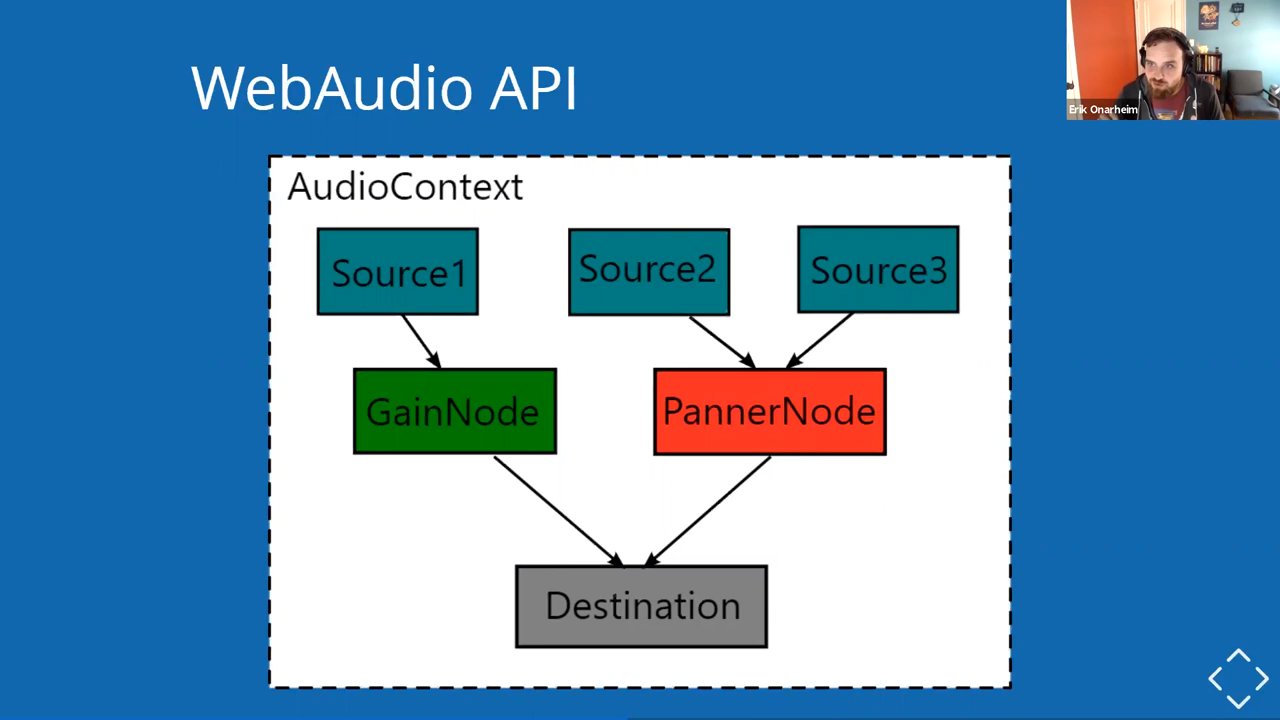 WebAudio API
Erik Onarheim
AudioContext
Source1
Source2
Source3
GainNode
PannerNode
Destination